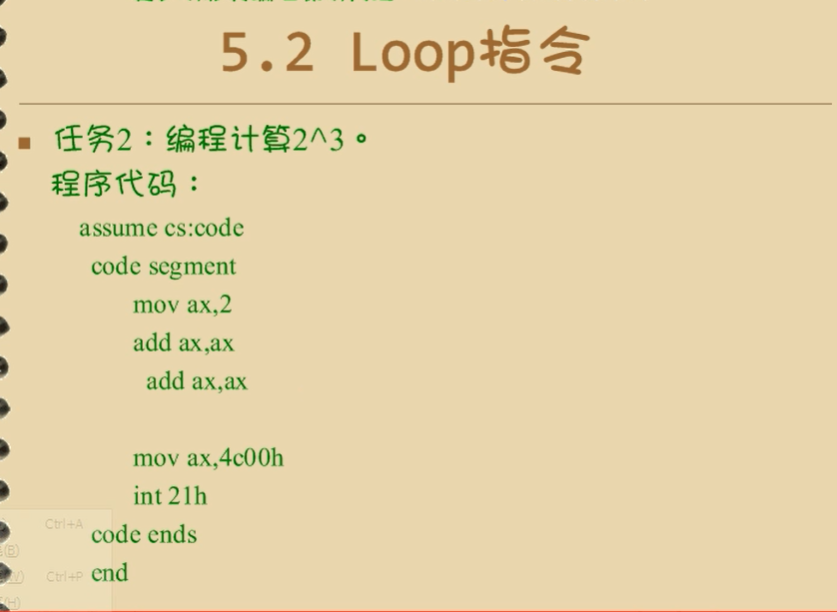 5.2 Loop指令
任务2：编程计算2^3。
程序代码：
assume cs:code
code segment
mov ax,2
add ax,ax
add ax,ax
mov ax,4c00h
int 21h
Ctrl+A
code ends
(B)
Ctrl+P
end
(H)